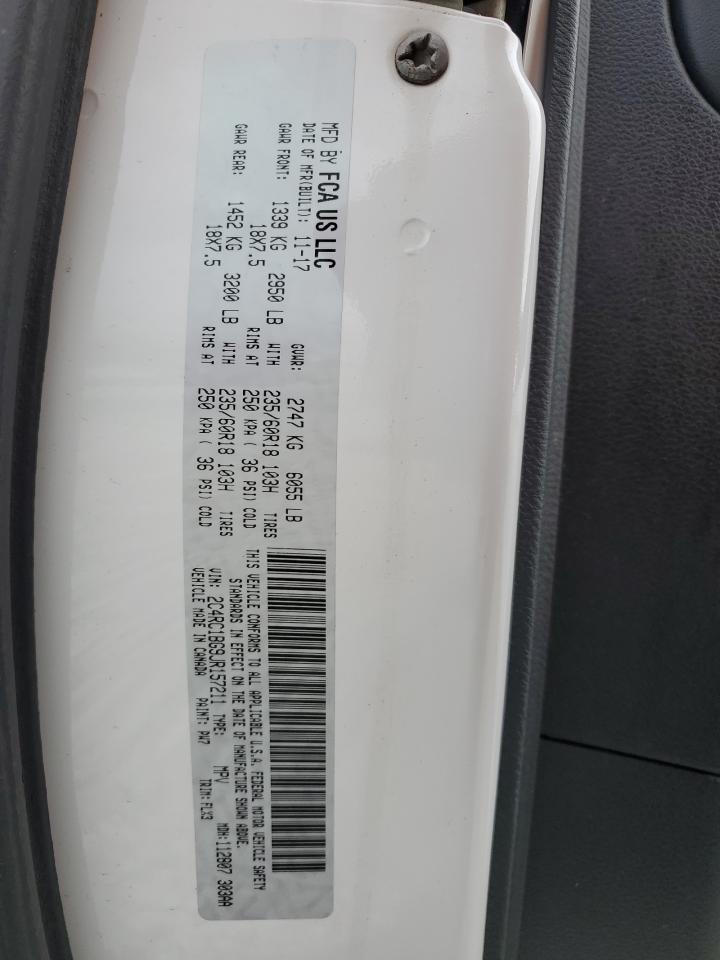 MFD BY FCA US LLC
DATE OF MFR(BUILT): 11-17 GVWR: 2747 KG 6055 LB
GAWR FRONT: 1339 KG 2950 LB WITH 235/60R18 103H TIRES
18X7.5 RIMS AT 250 KPA ( 36 PSI) COLD
GAWR REAR: 1452 KG 3200 LB WITH 235/60R18 103H TIRES
18X7.5 RIMS AT 250 KPA ( 36 PSI) COLD
THIS VEHICLE CONFORMS TO ALL APPLICABLE U.S.A. FEDERAL MOTOR VEHICLE SAFETY
STANDARDS IN EFFECT ON THE DATE OF MANUFACTURE SHOWN ABOVE.
VIN: 2C4RC1BG9JR157211 TYPE: MPV MDH:112807 303AA
VEHICLE MADE IN CANADA PAINT: PW7 TRIM: FLX3